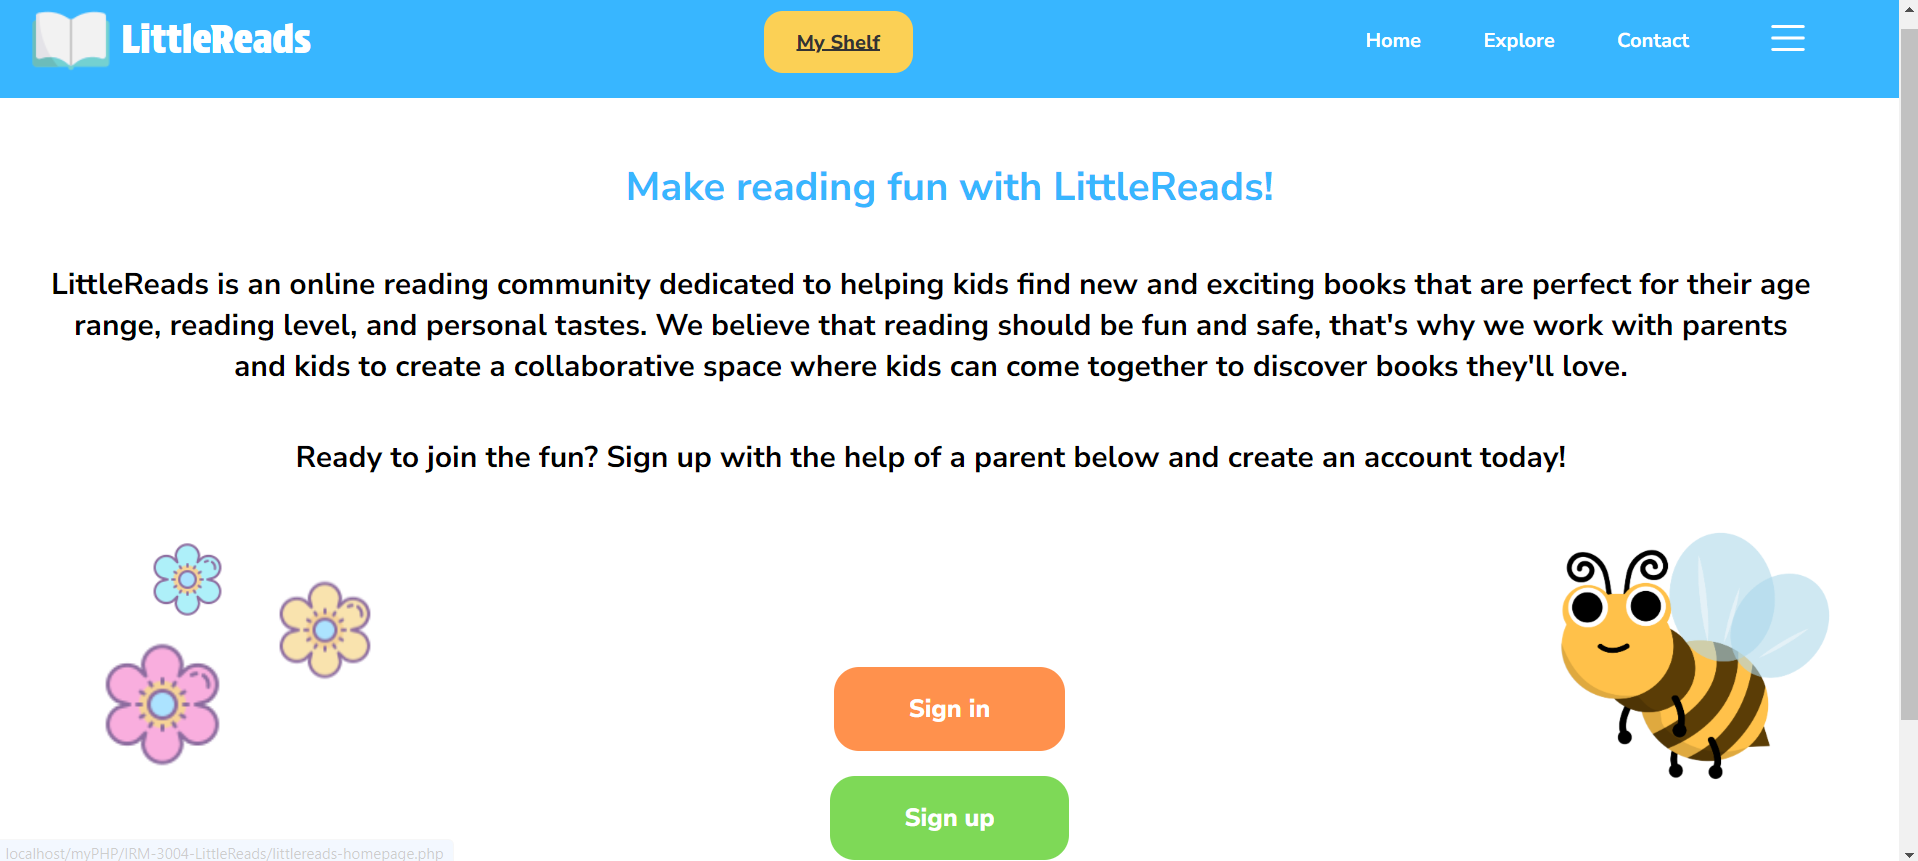 LittleReads
My Shelf
Home
Explore
Contact
Make reading fun with LittleReads!
LittleReads is an online reading community dedicated to helping kids find new and exciting books that are perfect for their age
range, reading level, and personal tastes. We believe that reading should be fun and safe, that's why we work with parents
and kids to create a collaborative space where kids can come together to discover books they'll love.
Ready to join the fun? Sign up with the help of a parent below and create an account today!
Sign in
Sign up
localhost/myPHP/IRM-3004-LittleReads/littlereads-homepage.php